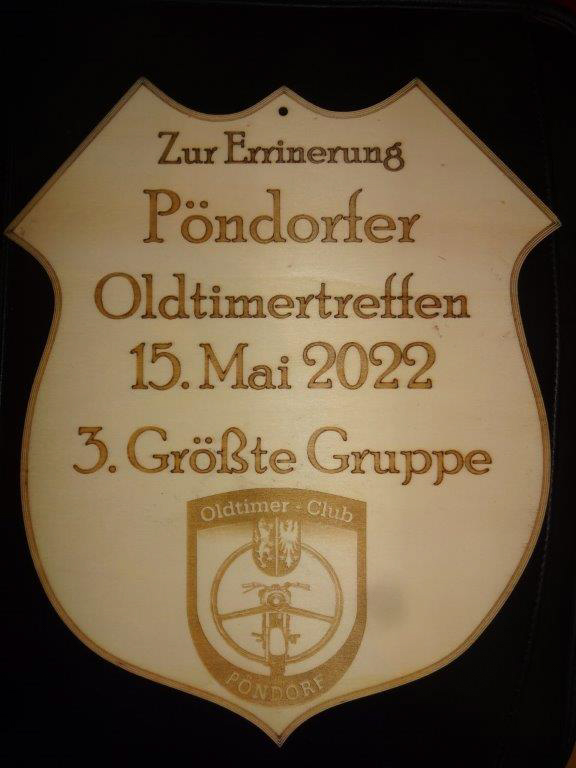 Zur Errinerung
Pöndorfer
Oldtimertreffen
15. Mai 2022
3. Größte Gruppe
Oldtimer - Club
PÖNDORF